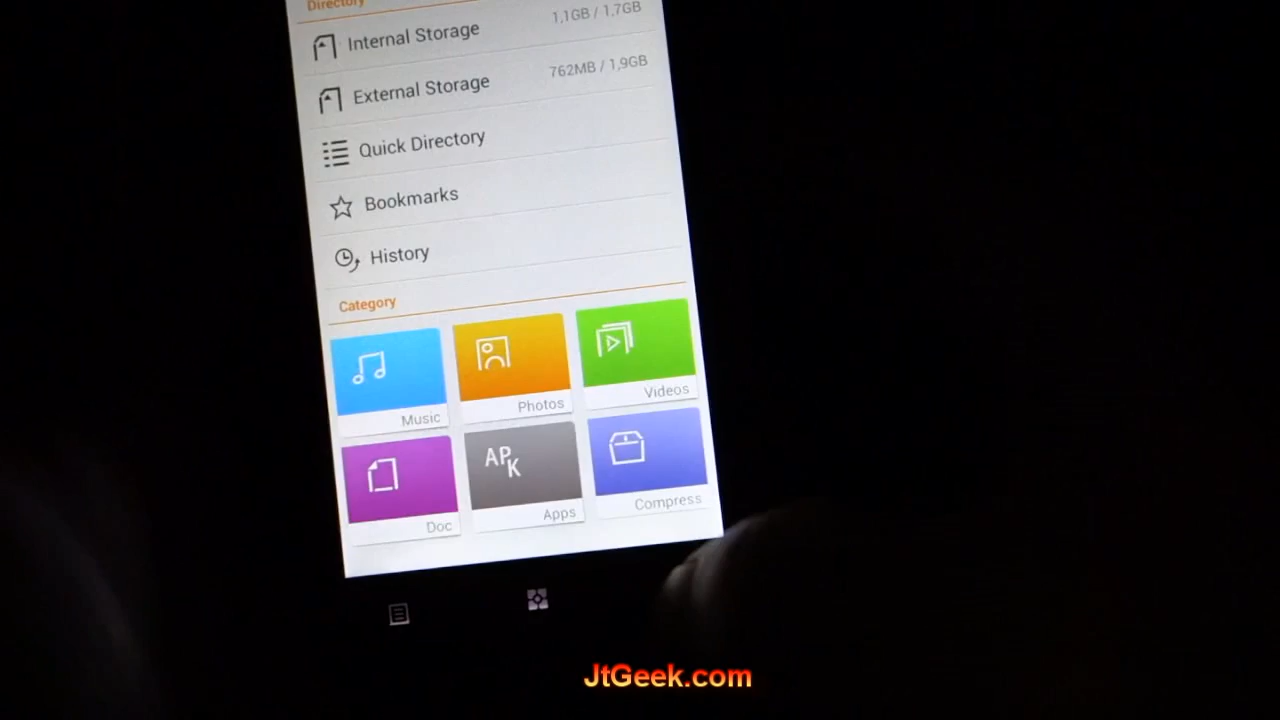 Directory
Internal Storage 1,1GB / 1,7GB
External Storage 762MB / 1,9GB
Quick Directory
Bookmarks
History
Category
Music
Photos
Videos
Doc
APK
Apps
Compress
JtGeek.com